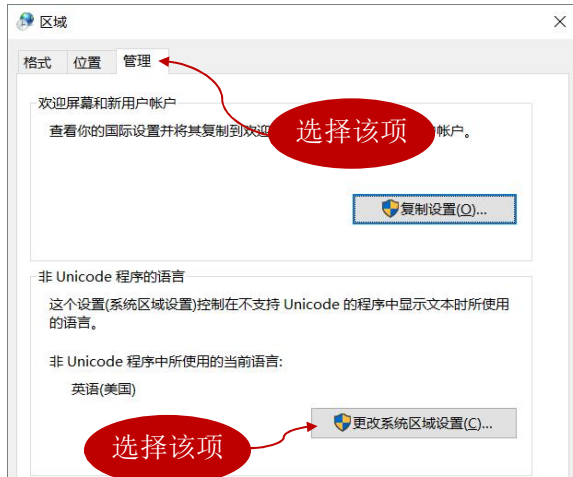 区域
格式 位置 管理
欢迎屏幕和新用户帐户
查看你的国际设置并将其复制到欢迎
选择该项
帐户。
复制设置(O)...
非 Unicode 程序的语言
这个设置(系统区域设置)控制在不支持 Unicode 的程序中显示文本时所使用
的语言。
非 Unicode 程序中所使用的当前语言:
英语(美国)
更改系统区域设置(C)...
选择该项